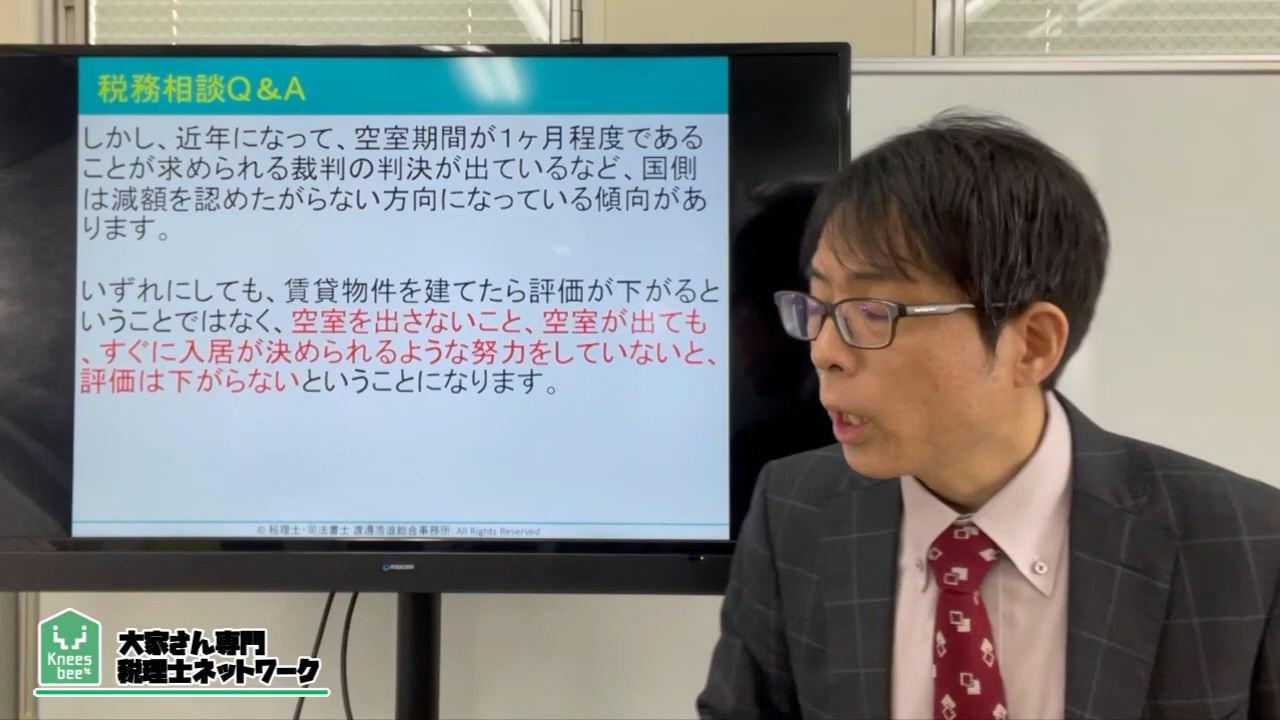 税務相談Q&A
しかし、近年になって、空室期間が1ヶ月程度である
ことが求められる裁判の判決が出ているなど、国側
は減額を認めたがらない方向になっている傾向があ
ります。
いずれにしても、賃貸物件を建てたら評価が下がると
いうことではなく、空室を出さないこと、空室が出ても
、すぐに入居が決められるような努力をしていないと、
評価は下がらないということになります。
© 税理士・司法書士 渡邊浩滋総合事務所. All Rights Reserved
Knees
bee
大家さん専門
税理士ネットワーク